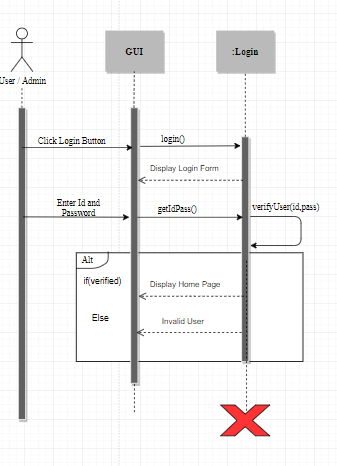 GUI
:Login
User / Admin
Click Login Button
login()
Display Login Form
Enter Id and
Password
getIdPass()
verifyUser(id,pass)
Alt
if(verified)
Display Home Page
Else
Invalid User